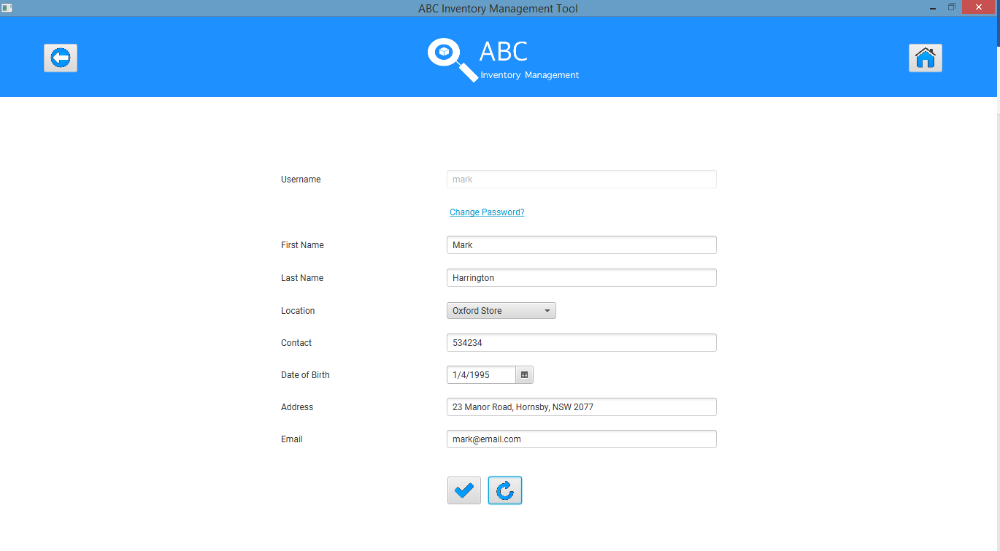 ABC Inventory Management Tool
ABC
Inventory Management
Username mark
Change Password?
First Name Mark
Last Name Harrington
Location Oxford Store
Contact 534234
Date of Birth 1/4/1995
Address 23 Manor Road, Hornsby, NSW 2077
Email mark@email.com